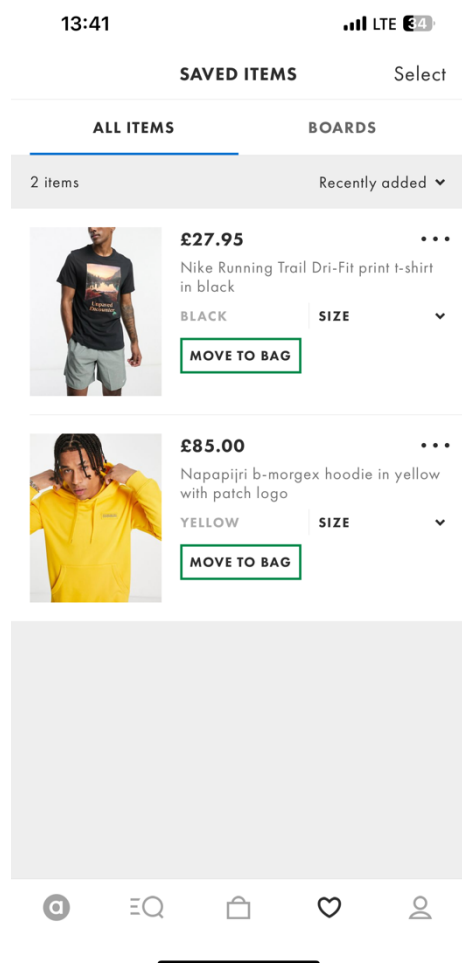 13:41
LTE 34
SAVED ITEMS
Select
ALL ITEMS
BOARDS
2 items
Recently added
£27.95
Nike Running Trail Dri-Fit print t-shirt
in black
BLACK
SIZE
MOVE TO BAG
Unpaved
Encounters
£85.00
Napapijri b-morgex hoodie in yellow
with patch logo
YELLOW
SIZE
MOVE TO BAG
a